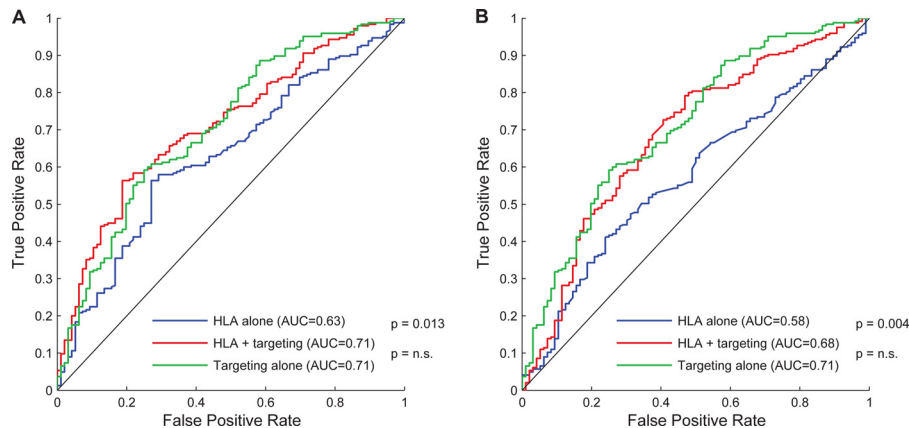 A
True Positive Rate
1
0.9
0.8
0.7
0.6
0.5
0.4
0.3
0.2
0.1
0
0 0.2 0.4 0.6 0.8 1
False Positive Rate
HLA alone (AUC=0.63)
HLA + targeting (AUC=0.71)
Targeting alone (AUC=0.71)
p = 0.013
p = n.s.
B
True Positive Rate
1
0.9
0.8
0.7
0.6
0.5
0.4
0.3
0.2
0.1
0
0 0.2 0.4 0.6 0.8 1
False Positive Rate
HLA alone (AUC=0.58)
HLA + targeting (AUC=0.68)
Targeting alone (AUC=0.71)
p = 0.004
p = n.s.